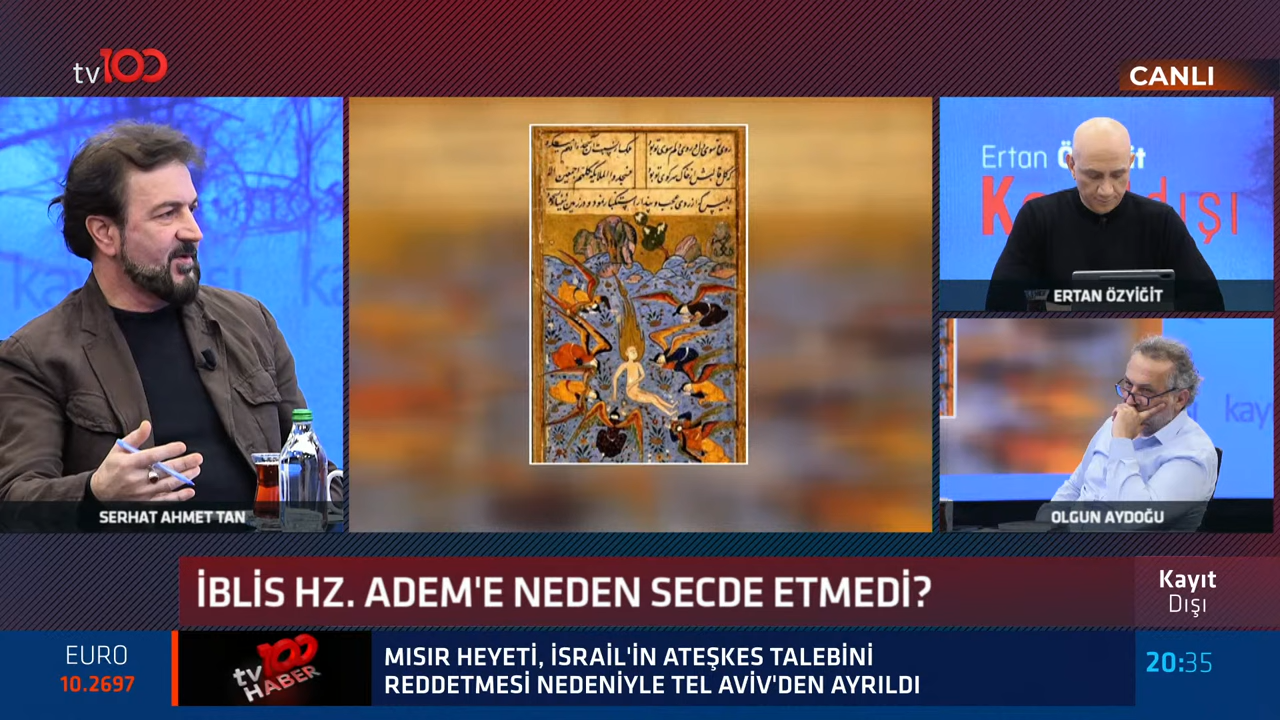 tv100
CANLI
Ertan
ERTAN ÖZYİĞİT
SERHAT AHMET TAN
OLGUN AYDOĞU
İBLİS HZ. ADEM'E NEDEN SECDE ETMEDİ?
Kayıt
Dışı
EURO
10.2697
tv100
HABER
MISIR HEYETİ, İSRAİL'İN ATEŞKES TALEBİNİ
REDDETMESİ NEDENİYLE TEL AVİV'DEN AYRILDI
20:35